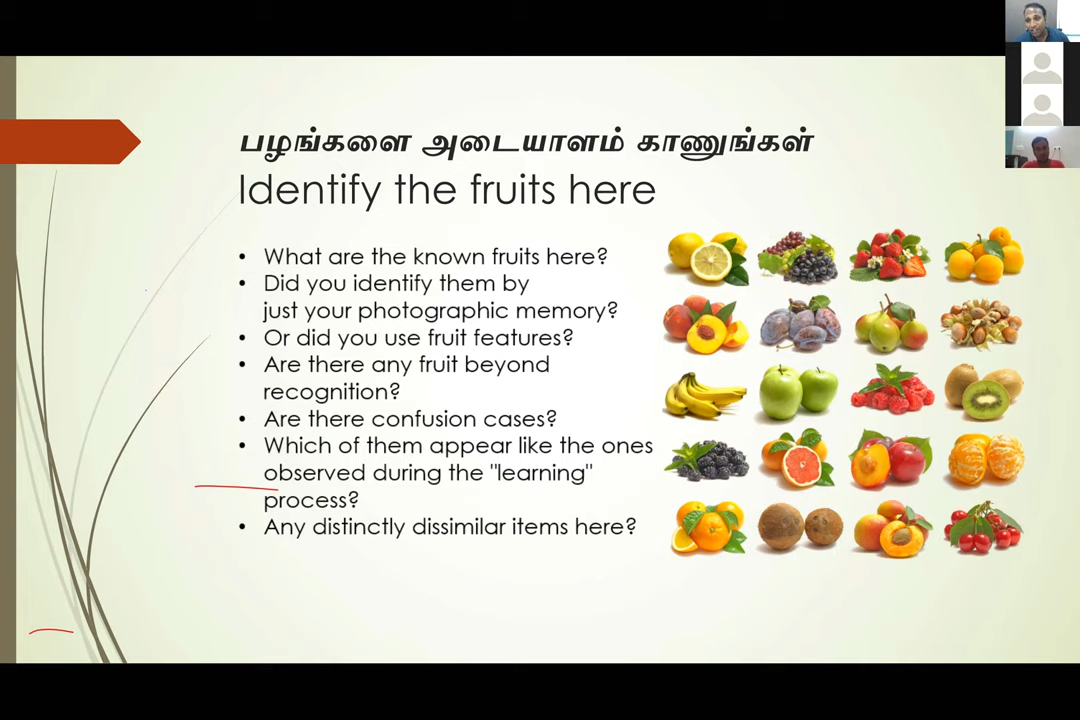 பழங்களை அடையாளம் காணுங்கள்
Identify the fruits here
• What are the known fruits here?
• Did you identify them by
just your photographic memory?
• Or did you use fruit features?
• Are there any fruit beyond
recognition?
• Are there confusion cases?
• Which of them appear like the ones
observed during the "learning"
process?
• Any distinctly dissimilar items here?